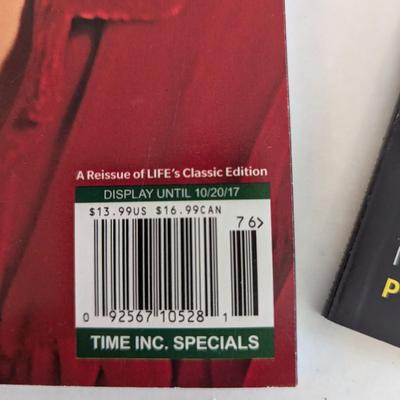 A Reissue of LIFE's Classic Edition
DISPLAY UNTIL 10/20/17
$13.99US $16.99CAN
76>
0 92567 10528 1
TIME INC. SPECIALS
P